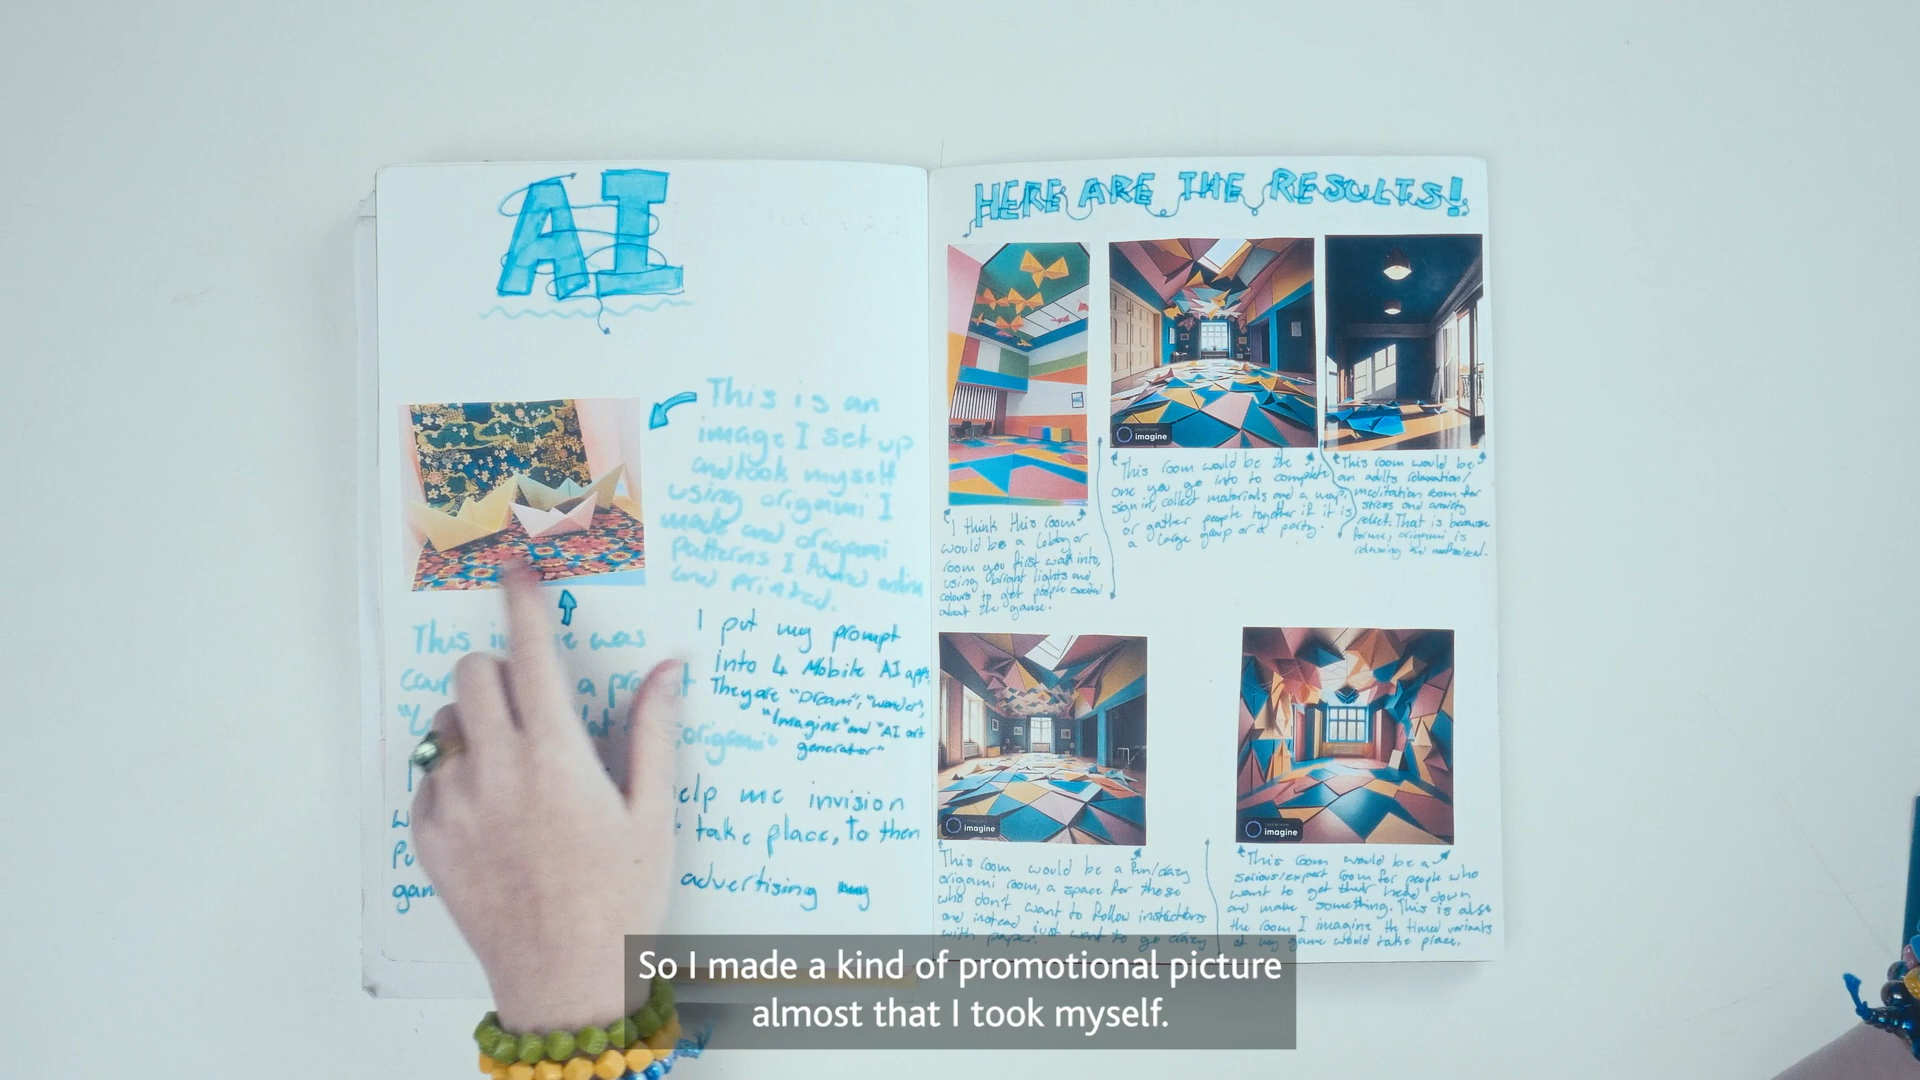 AI
This is an
image I set up
and took myself
using origami I
made and origami
patterns I found online
and printed.
This image was
a prompt
origami"
I put my prompt
into 4 Mobile AI apps,
They are "Dream", "wonder",
"Imagine" and "AI art
generator"
help me invision
take place, to then
advertising my
HERE ARE THE RESULTS!
imagine
I think this room
would be a lobby or
room you first walk into,
using bright lights and
colours to get people excited
about the game.
This room would be the
one you go into to complete
sign if, collect materials and a map,
or gather people together if it is
a large group or a party.
This room would be
an adults relaxation/
meditation room for
stress and anxiety
relief. That is because
for me, origami is
relaxing and methodical.
imagine
This room would be a fun/crazy
origami room, a space for those
who don't want to follow instructions
and instead just want to go crazy
with paper.
imagine
This room would be a
serious/expert room for people who
want to get their head down
and make something. This is also
the room I imagine the timed variants
of my game would take place.
So I made a kind of promotional picture
almost that I took myself.